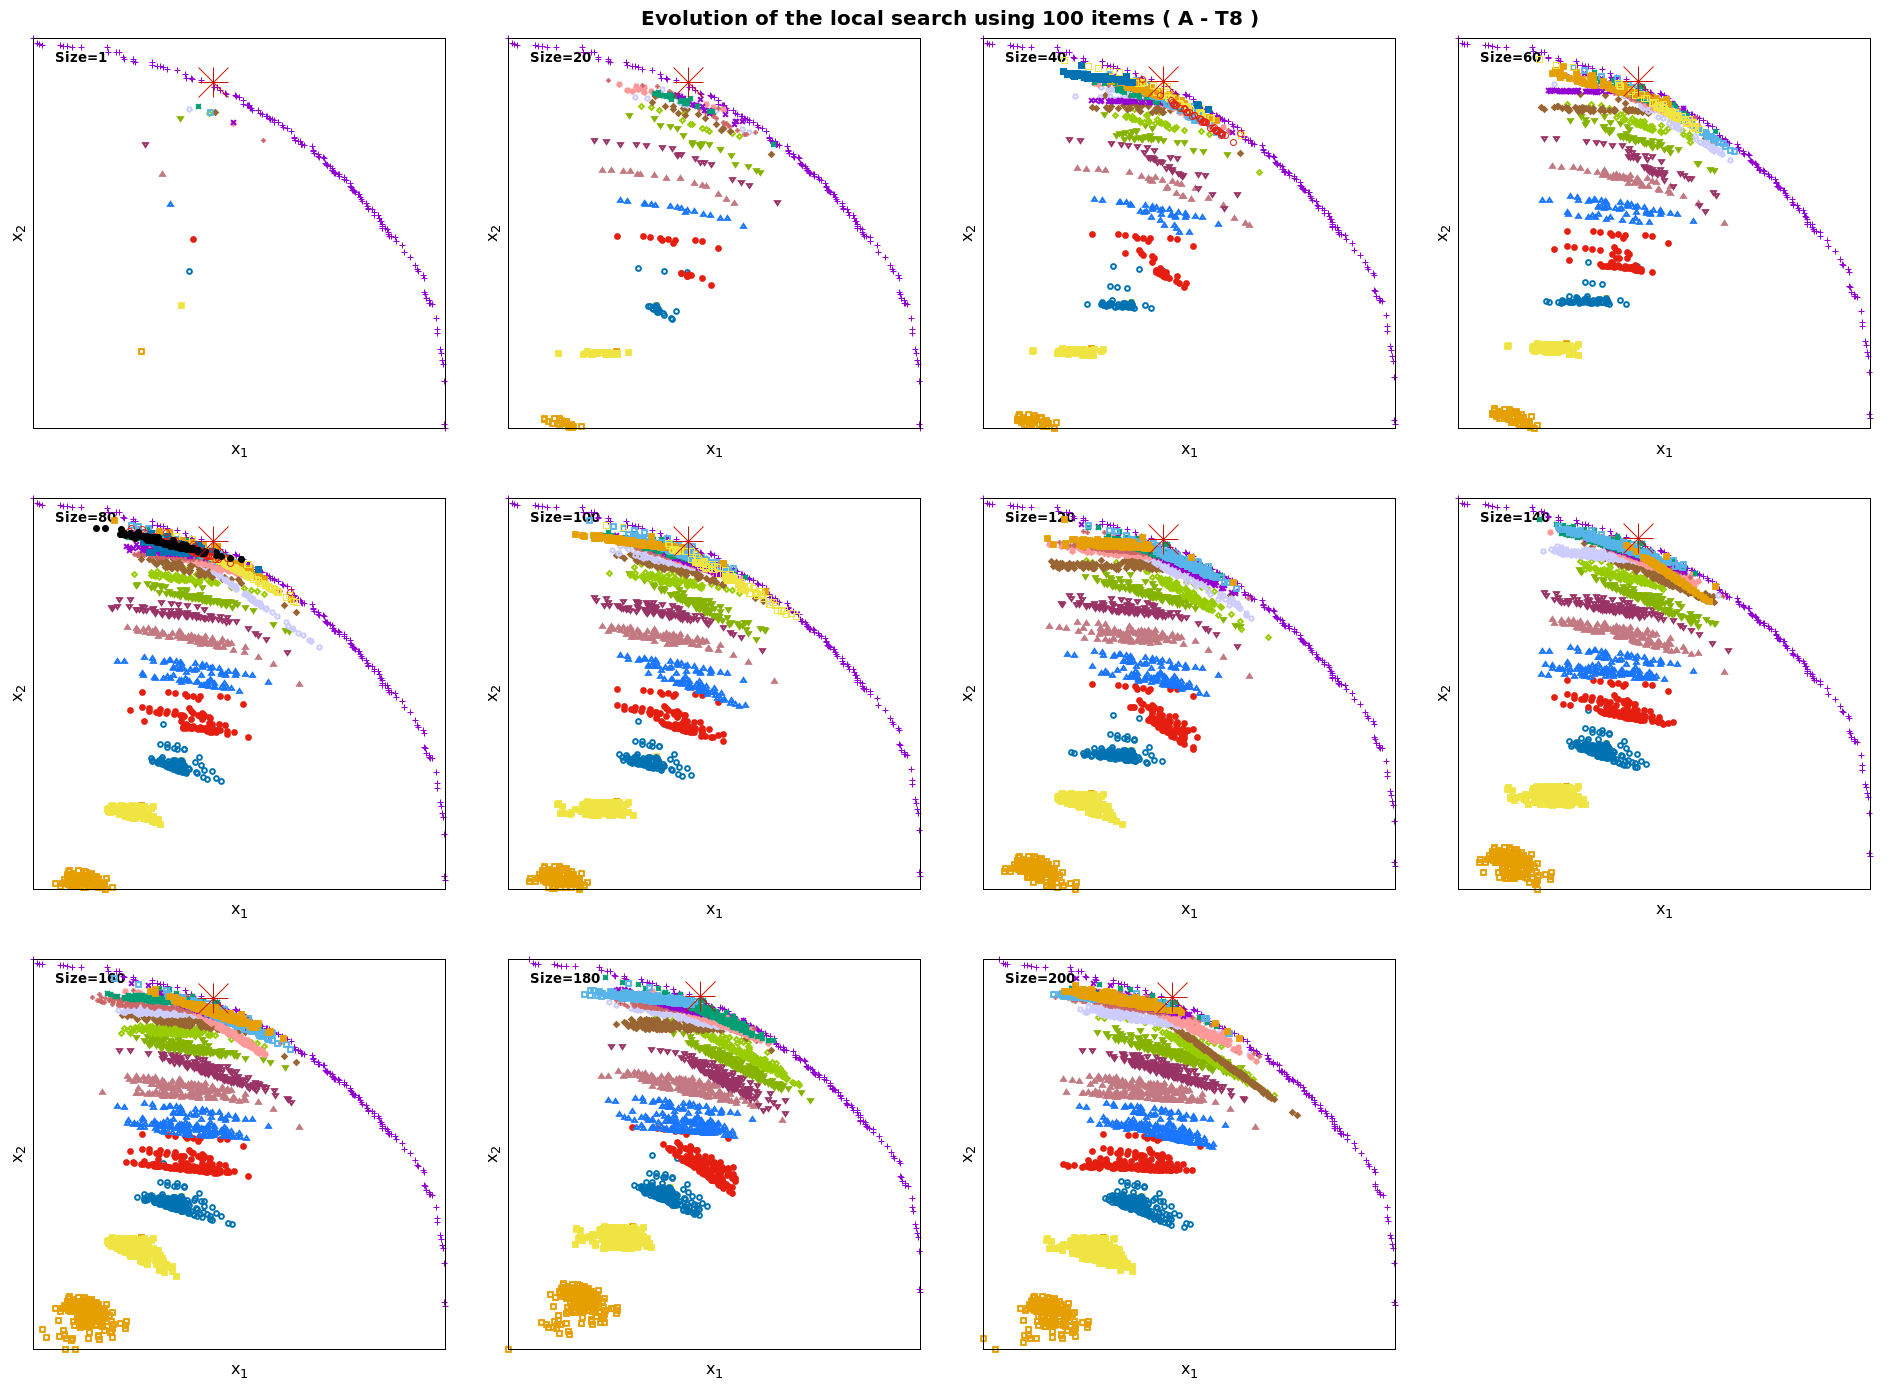 Evolution of the local search using 100 items ( A - T8 )
Size=1
Size=20
Size=40
Size=60
x2
x2
x2
x2
x1
x1
x1
x1
Size=80
Size=100
Size=120
Size=140
x2
x2
x2
x2
x1
x1
x1
x1
Size=160
Size=180
Size=200
x2
x2
x2
x1
x1
x1